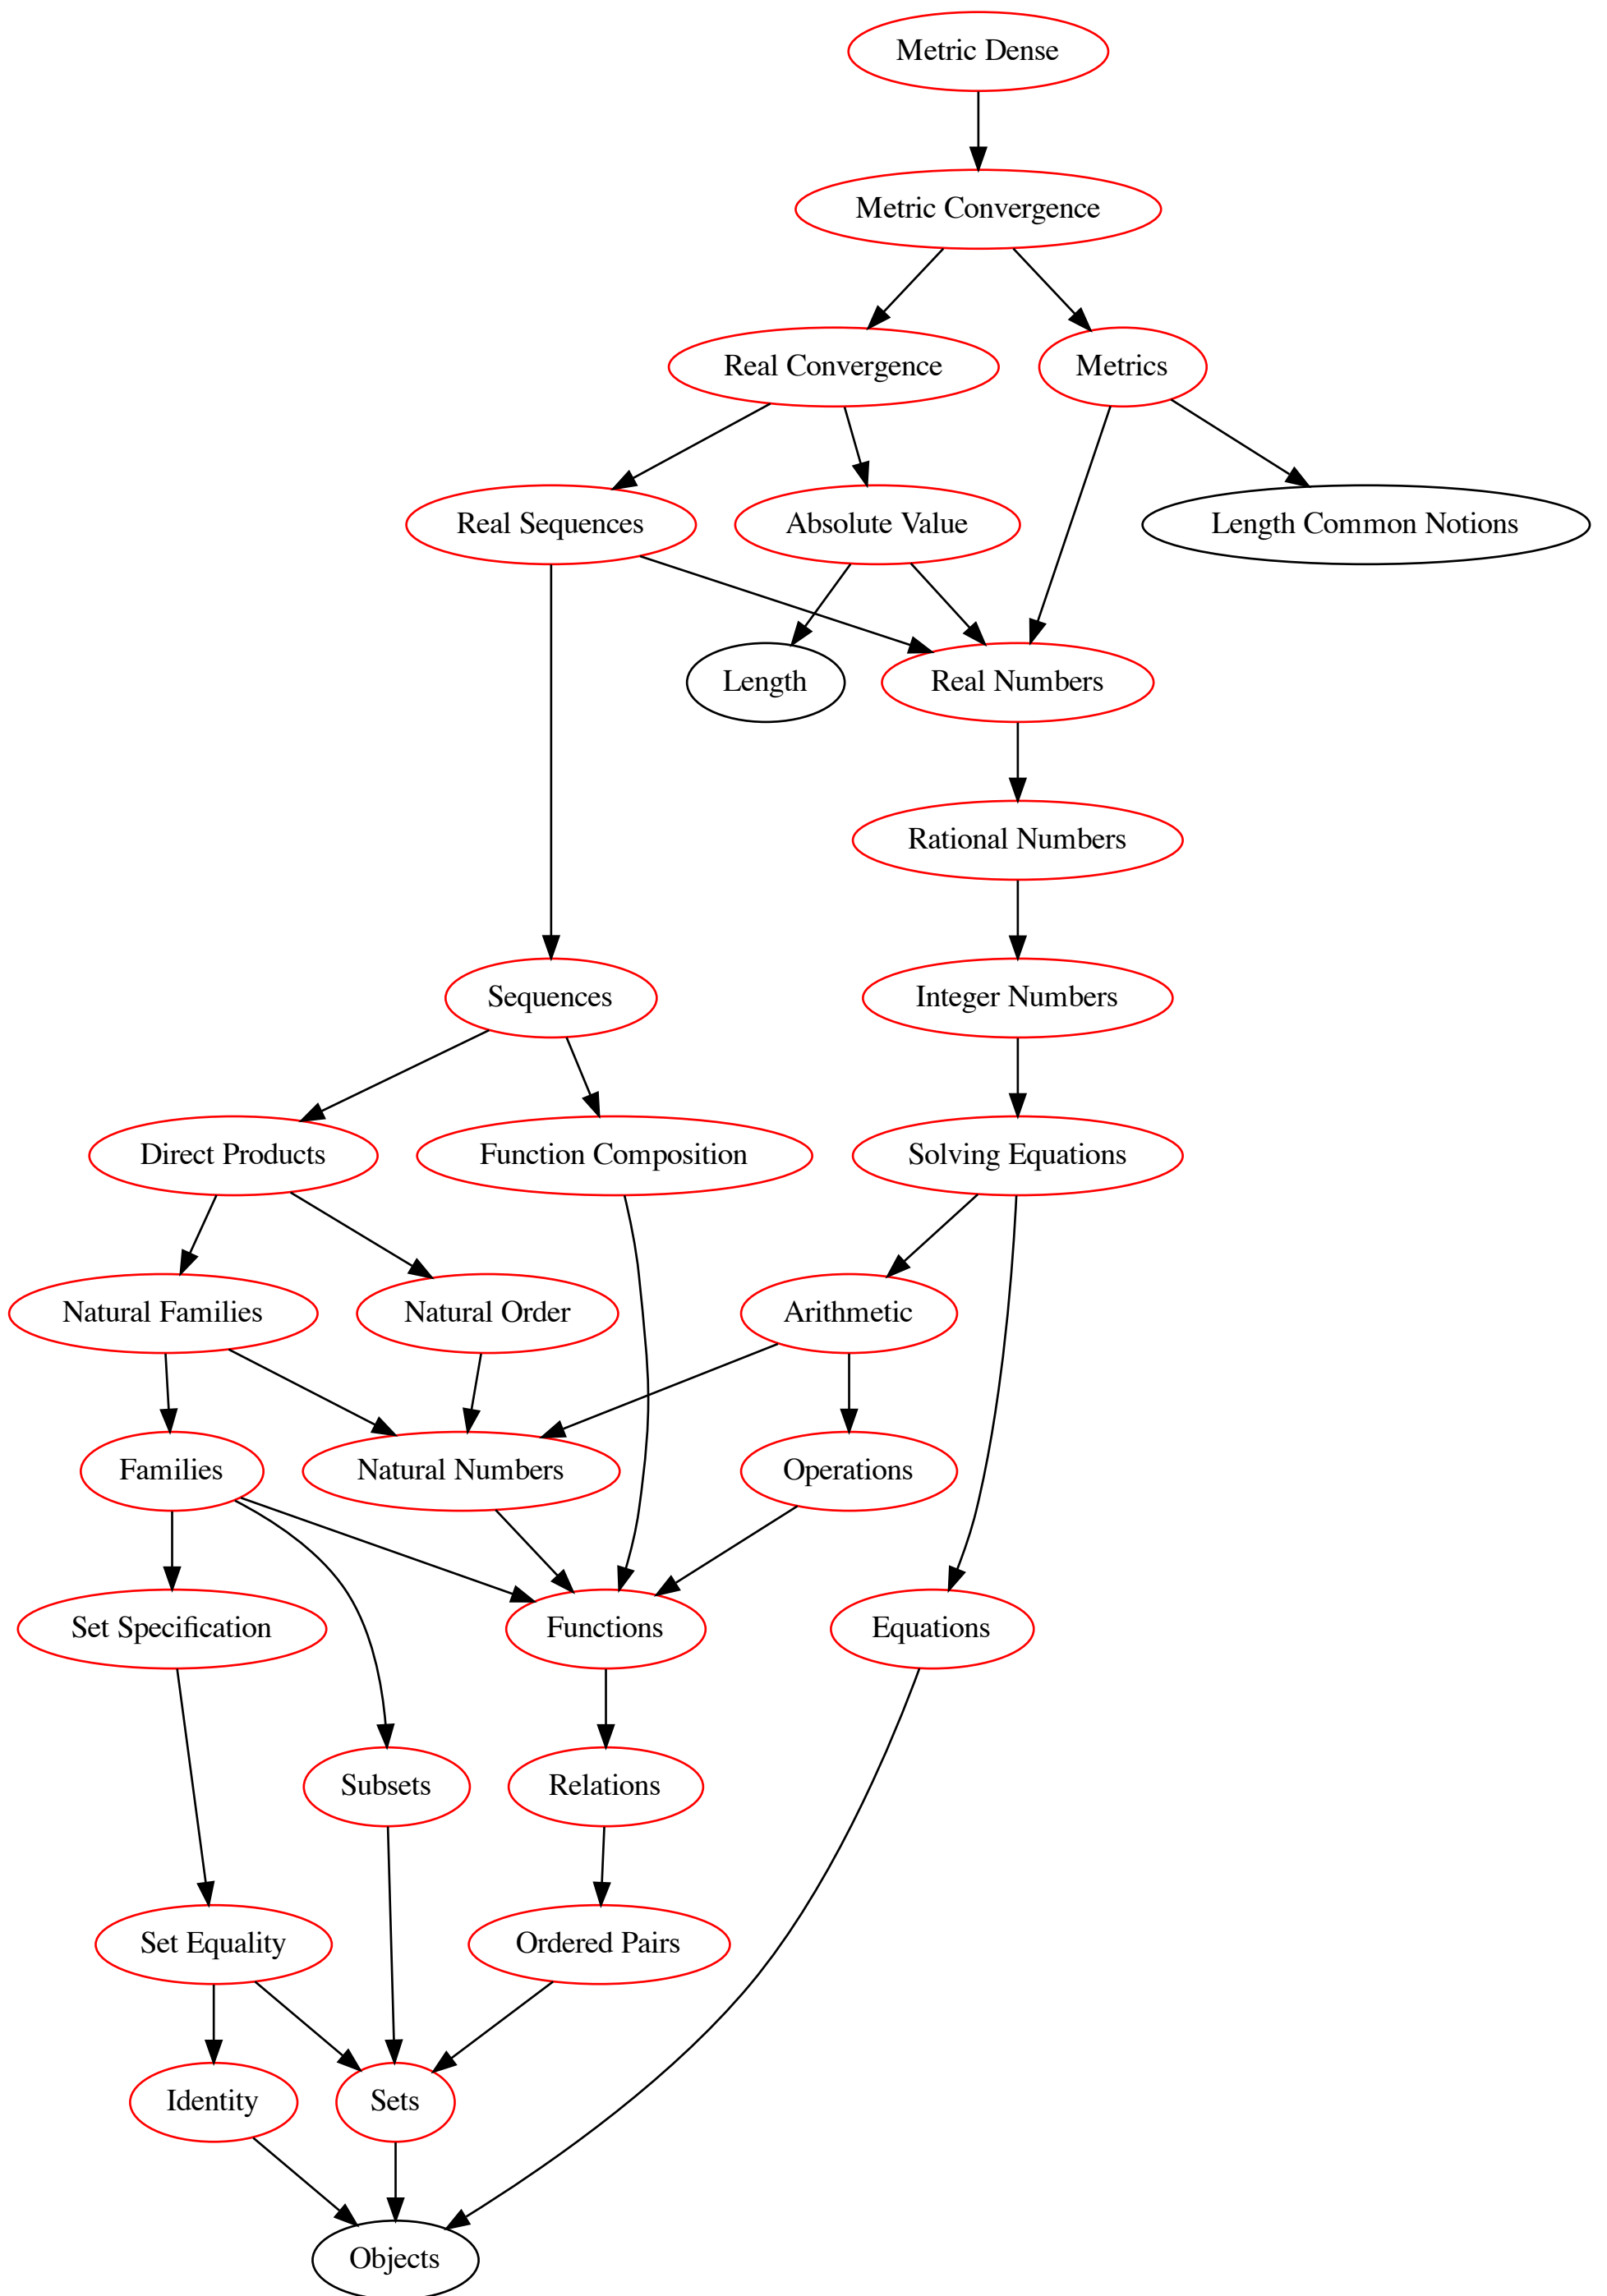 Metric Dense
Metric Convergence
Real Convergence
Metrics
Real Sequences
Absolute Value
Length Common Notions
Length
Real Numbers
Rational Numbers
Sequences
Integer Numbers
Direct Products
Function Composition
Solving Equations
Natural Families
Natural Order
Arithmetic
Families
Natural Numbers
Operations
Set Specification
Functions
Equations
Subsets
Relations
Set Equality
Ordered Pairs
Identity
Sets
Objects